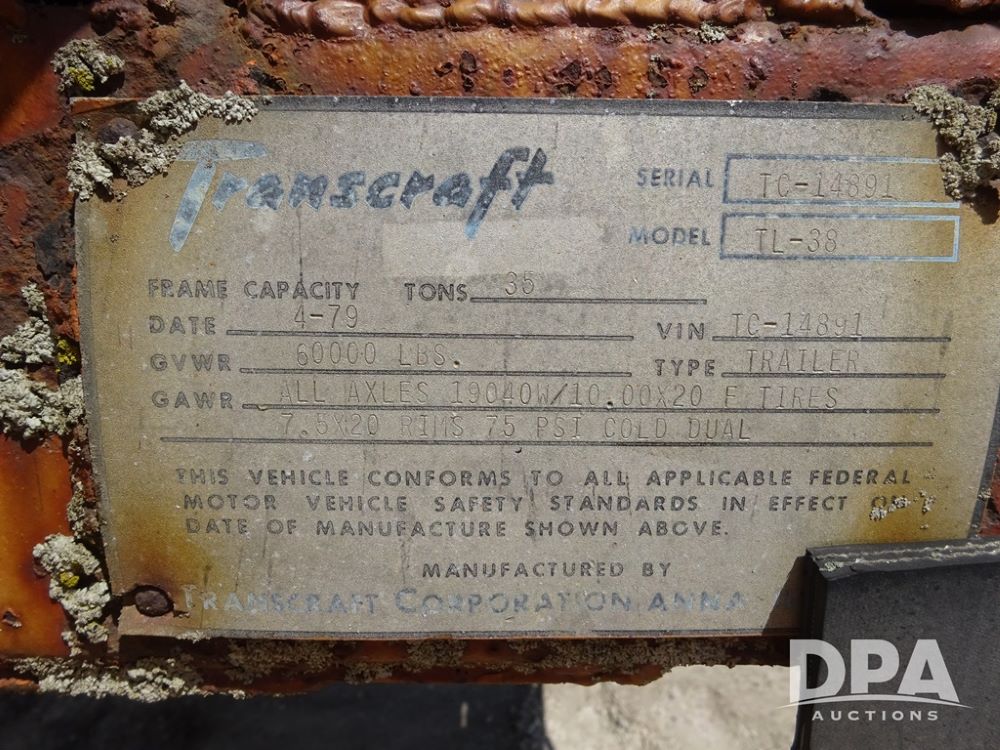 Transcraft
SERIAL TC-14891
MODEL TL-38
FRAME CAPACITY TONS 35
DATE 4-79 VIN TC-14891
GVWR 60000 LBS. TYPE TRAILER
GAWR ALL AXLES 19040W/10.00X20 F TIRES
7.5X20 RIMS 75 PSI COLD DUAL
THIS VEHICLE CONFORMS TO ALL APPLICABLE FEDERAL
MOTOR VEHICLE SAFETY STANDARDS IN EFFECT
DATE OF MANUFACTURE SHOWN ABOVE.
MANUFACTURED BY
TRANSCRAFT CORPORATION ANNA
DPA
AUCTIONS